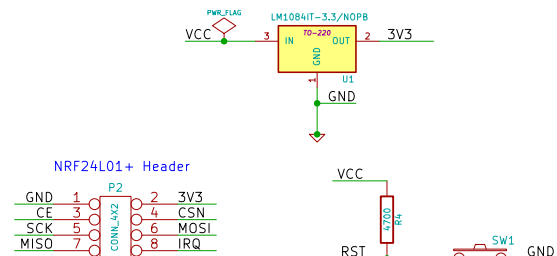 PWR_FLAG
LM1084IT-3.3/NOPB
VCC 3 IN TO-220 OUT 2 3V3
GND
U1
1
GND
NRF24L01+ Header
P2
VCC
GND 1 2 3V3
CE 3 4 CSN
SCK 5 6 MOSI
MISO 7 8 IRQ
CONN_4X2
4700
R4
RST
SW1
GND